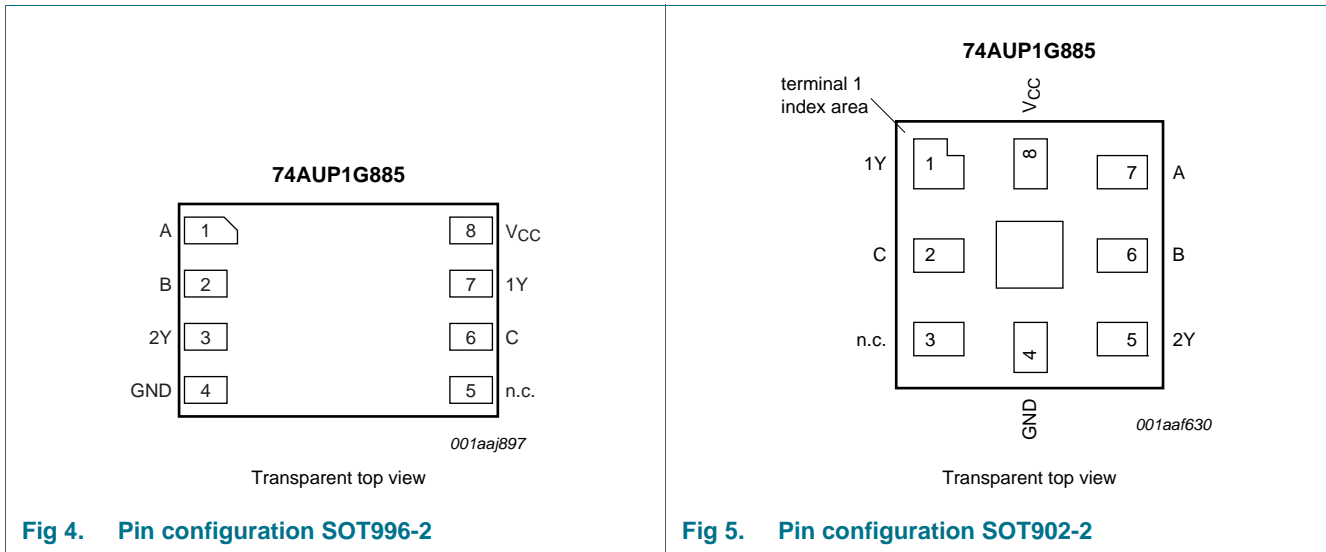 74AUP1G885
A 1 8 VCC
B 2 7 1Y
2Y 3 6 C
GND 4 5 n.c.
001aaj897
Transparent top view
Fig 4. Pin configuration SOT996-2
74AUP1G885
terminal 1
index area
VCC
1Y 1 8 7 A
C 2 6 B
n.c. 3 4 5 2Y
GND
001aaf630
Transparent top view
Fig 5. Pin configuration SOT902-2